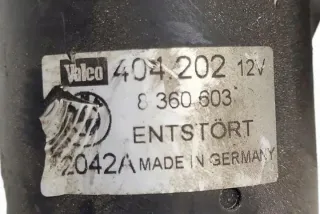 Valeo 404.202 12V
8 360 603
ENTSTÖRT
2042A MADE IN GERMANY